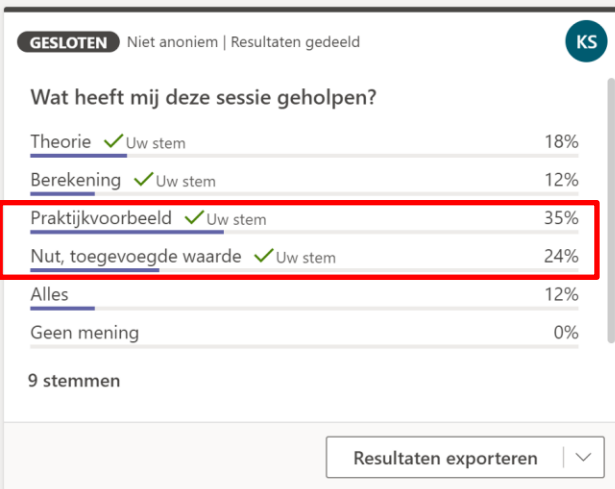 GESLOTEN Niet anoniem | Resultaten gedeeld KS
Wat heeft mij deze sessie geholpen?
Theorie Uw stem 18%
Berekening Uw stem 12%
Praktijkvoorbeeld Uw stem 35%
Nut, toegevoegde waarde Uw stem 24%
Alles 12%
Geen mening 0%
9 stemmen
Resultaten exporteren